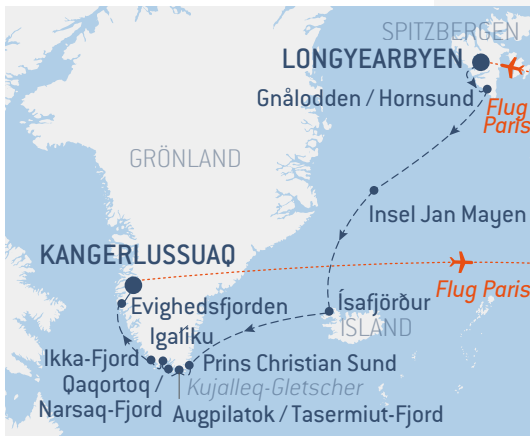 SPITZBERGEN
LONGYEARBYEN
Gnålodden / Hornsund
Flug
Paris
GRÖNLAND
Insel Jan Mayen
KANGERLUSSUAQ
Flug Paris
Evighedsfjorden
Ísafjörður
ISLAND
Igaliku
Ikka-Fjord
Prins Christian Sund
Qaqortoq /
Kujalleq-Gletscher
Narsaq-Fjord
Augpilatok / Tasermiut-Fjord